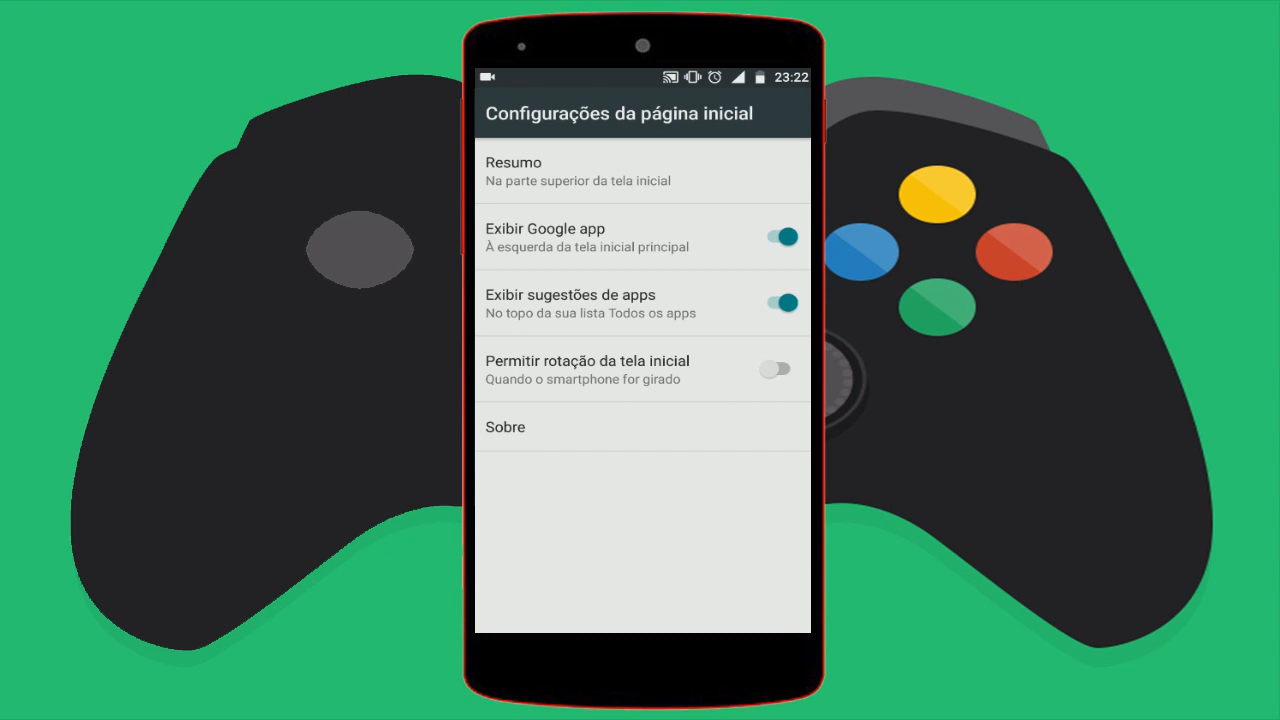 23:22
Configurações da página inicial
Resumo
Na parte superior da tela inicial
Exibir Google app
À esquerda da tela inicial principal
Exibir sugestões de apps
No topo da sua lista Todos os apps
Permitir rotação da tela inicial
Quando o smartphone for girado
Sobre